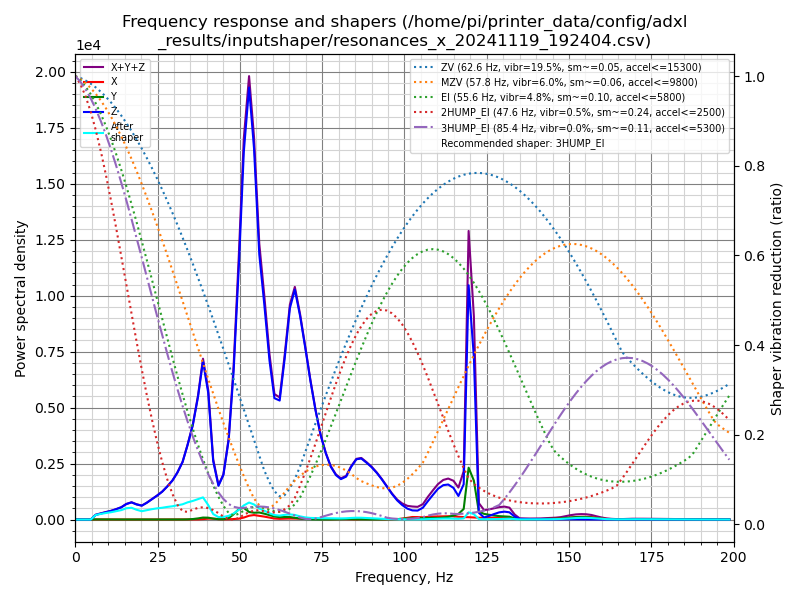 Frequency response and shapers (/home/pi/printer_data/config/adxl
_results/inputshaper/resonances_x_20241119_192404.csv)
1e4
X+Y+Z
X
Y
Z
After
shaper
ZV (62.6 Hz, vibr=19.5%, sm~=0.05, accel<=15300)
MZV (57.8 Hz, vibr=6.0%, sm~=0.06, accel<=9800)
EI (55.6 Hz, vibr=4.8%, sm~=0.10, accel<=5800)
2HUMP_EI (47.6 Hz, vibr=0.5%, sm~=0.24, accel<=2500)
3HUMP_EI (85.4 Hz, vibr=0.0%, sm~=0.11, accel<=5300)
Recommended shaper: 3HUMP_EI
Power spectral density
2.00
1.75
1.50
1.25
1.00
0.75
0.50
0.25
0.00
0 25 50 75 100 125 150 175 200
Frequency, Hz
1.0
0.8
0.6
0.4
0.2
0.0
Shaper vibration reduction (ratio)